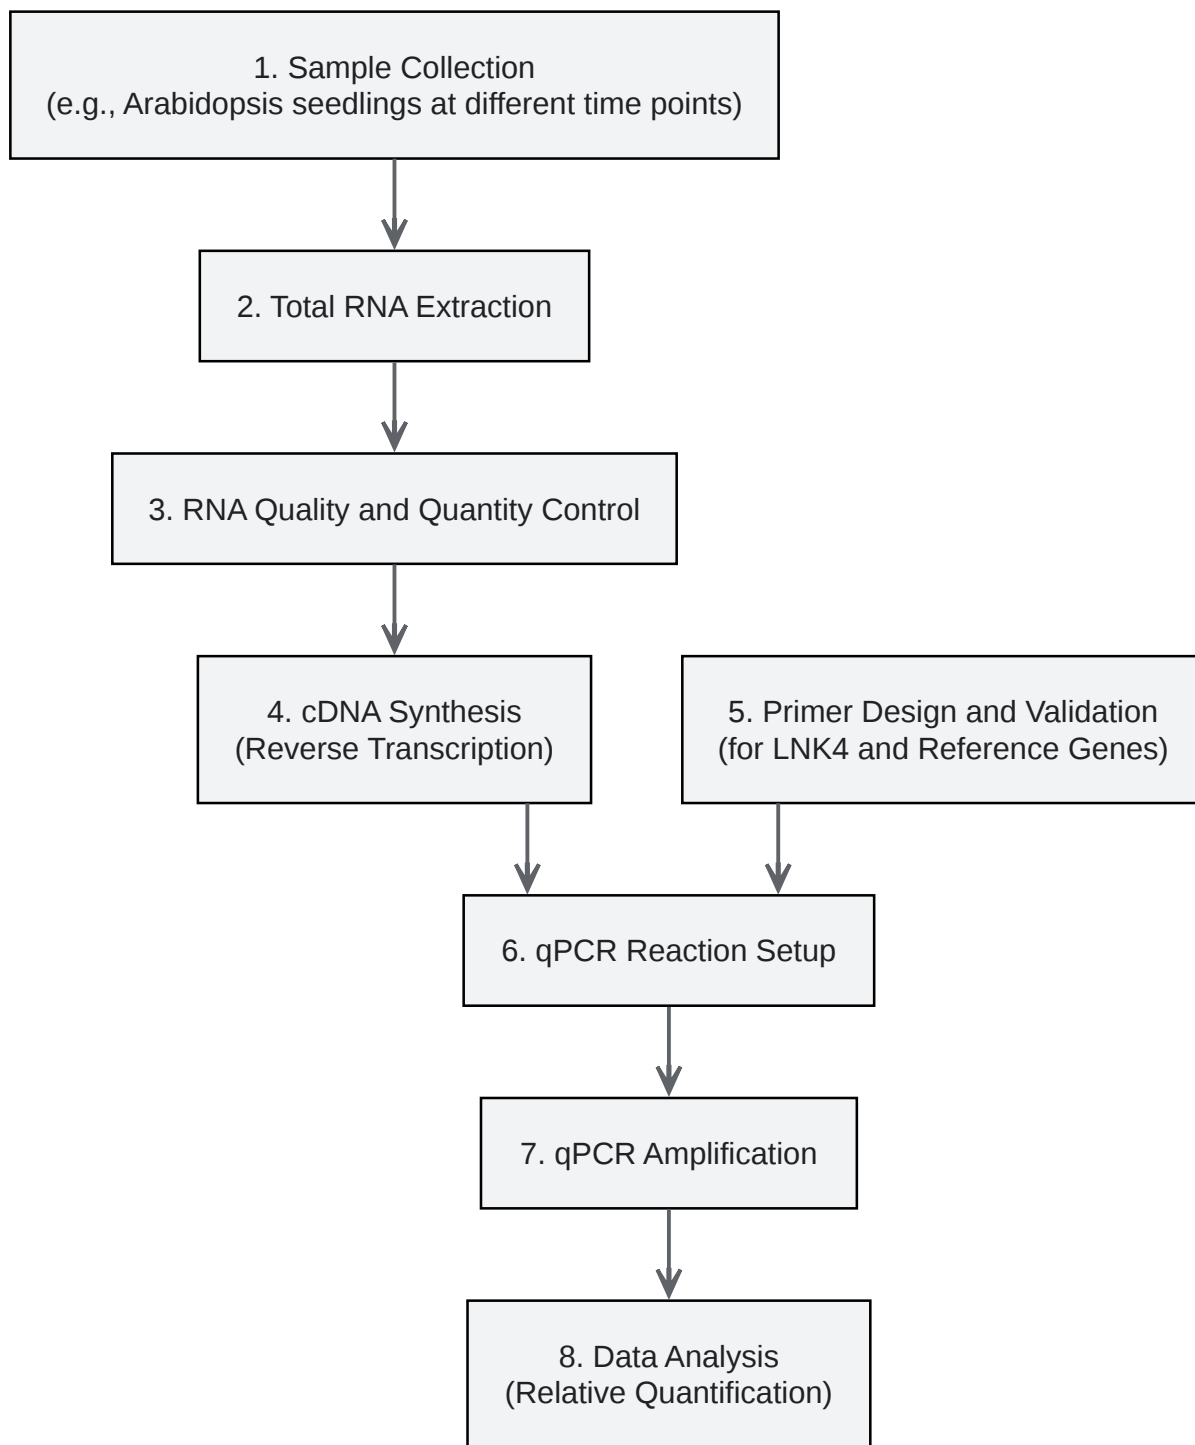 1. Sample Collection
(e.g., Arabidopsis seedlings at different time points)
2. Total RNA Extraction
3. RNA Quality and Quantity Control
4. cDNA Synthesis
(Reverse Transcription)
5. Primer Design and Validation
(for LNK4 and Reference Genes)
6. qPCR Reaction Setup
7. qPCR Amplification
8. Data Analysis
(Relative Quantification)